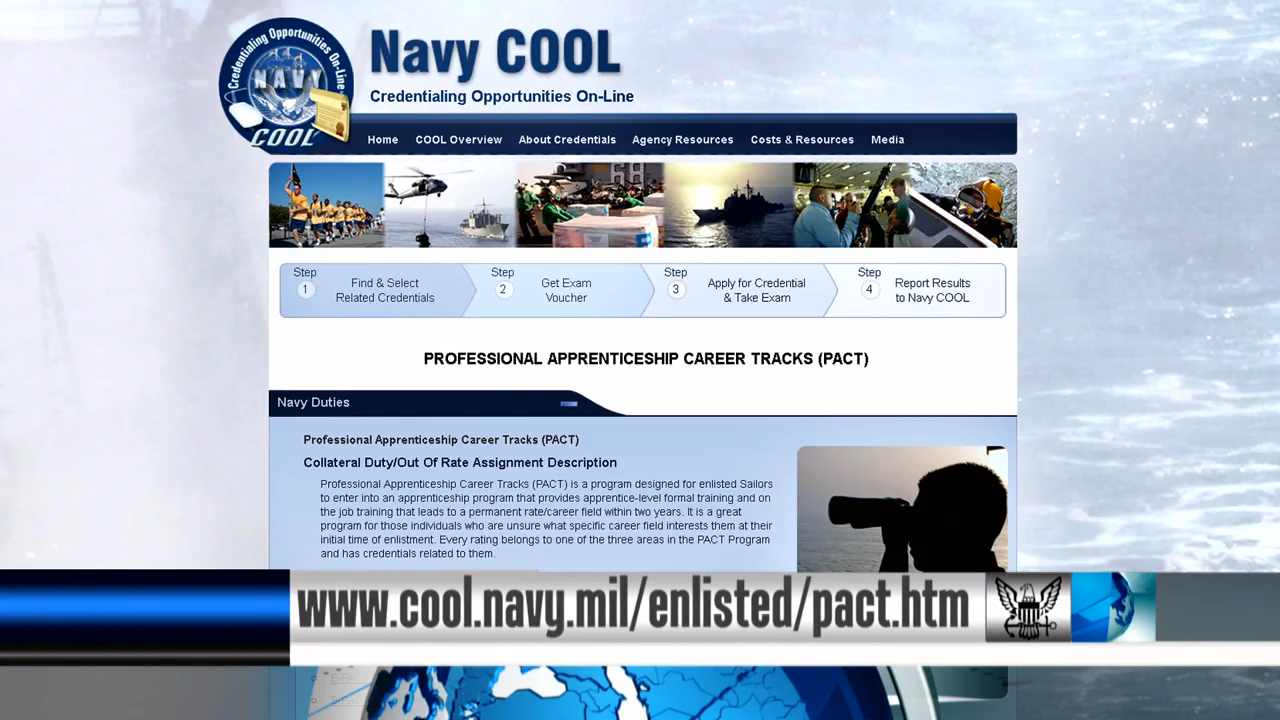 Credentialing Opportunities On-Line
NAVY
COOL
Navy COOL
Credentialing Opportunities On-Line
Home COOL Overview About Credentials Agency Resources Costs & Resources Media
68
Step 1 Find & Select Related Credentials
Step 2 Get Exam Voucher
Step 3 Apply for Credential & Take Exam
Step 4 Report Results to Navy COOL
PROFESSIONAL APPRENTICESHIP CAREER TRACKS (PACT)
Navy Duties
Professional Apprenticeship Career Tracks (PACT)
Collateral Duty/Out Of Rate Assignment Description
Professional Apprenticeship Career Tracks (PACT) is a program designed for enlisted Sailors
to enter into an apprenticeship program that provides apprentice-level formal training and on
the job training that leads to a permanent rate/career field within two years. It is a great
program for those individuals who are unsure what specific career field interests them at their
initial time of enlistment. Every rating belongs to one of the three areas in the PACT Program
and has credentials related to them.
www.cool.navy.mil/enlisted/pact.htm